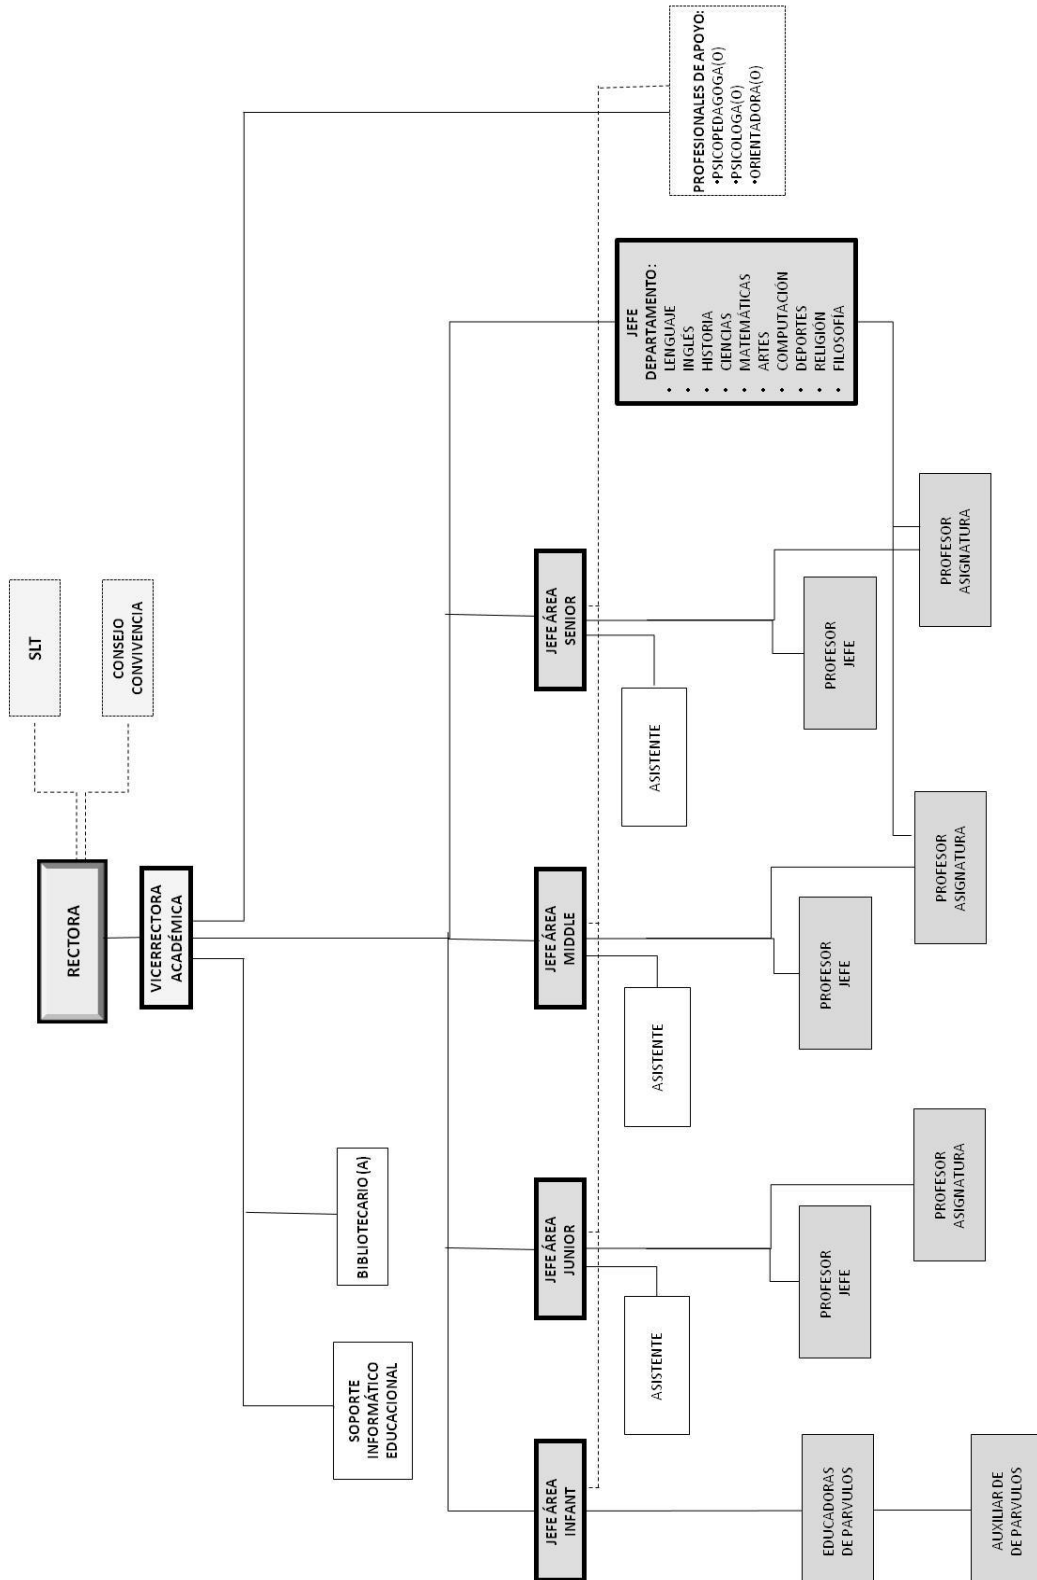 SLT
CONSEJO
CONVIVENCIA
RECTORA
VICERRECTORA
ACADÉMICA
SOPORTE
INFORMÁTICO
EDUCACIONAL
BIBLIOTECARIO (A)
JEFE ÁREA
INFANT
JEFE ÁREA
JUNIOR
JEFE ÁREA
MIDDLE
JEFE ÁREA
SENIOR
JEFE
DEPARTAMENTO:
• LENGUAJE
• INGLÉS
• HISTORIA
• CIENCIAS
• MATEMÁTICAS
• ARTES
• COMPUTACIÓN
• DEPORTES
• RELIGIÓN
• FILOSOFÍA
PROFESIONALES DE APOYO:
•PSICOPEDAGOGA(O)
•PSICOLOGA(O)
•ORIENTADORA(O)
ASISTENTE
ASISTENTE
ASISTENTE
EDUCADORAS
DE PARVULOS
PROFESOR
JEFE
PROFESOR
JEFE
PROFESOR
JEFE
PROFESOR
ASIGNATURA
PROFESOR
ASIGNATURA
PROFESOR
ASIGNATURA
AUXILIAR DE
DE PARVULOS